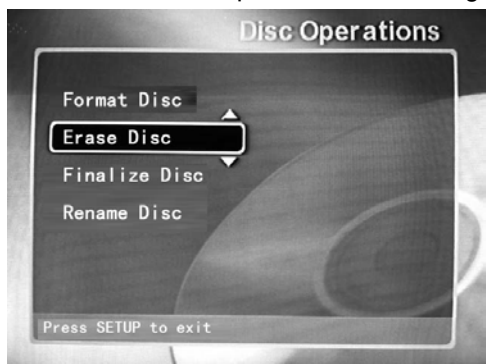 Disc Operations
Format Disc
Erase Disc
Finalize Disc
Rename Disc
Press SETUP to exit